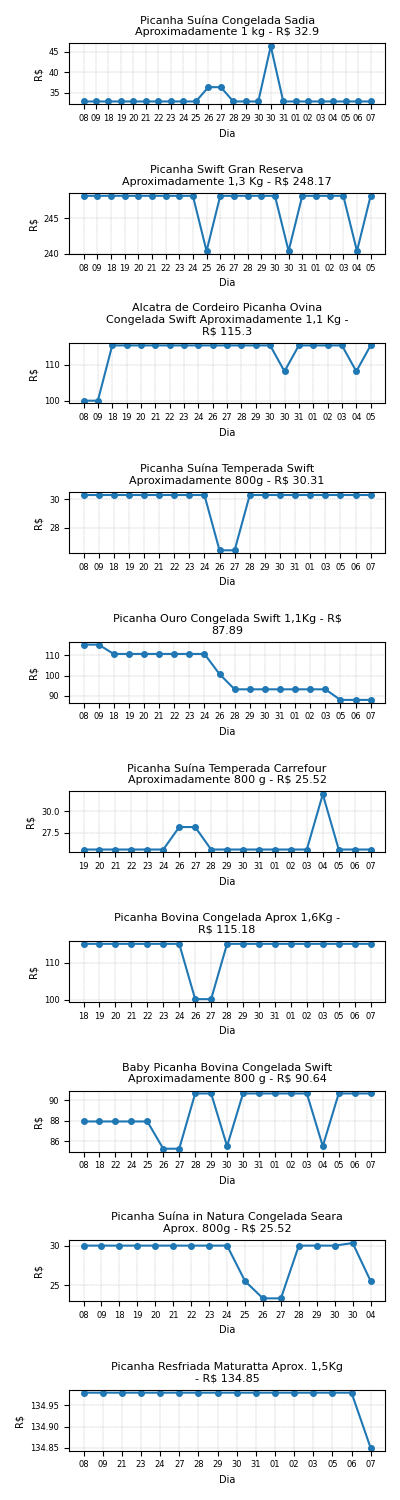 Picanha Suína Congelada Sadia
Aproximadamente 1 kg - R$ 32.9
45
40
35
R$
08 09 18 19 20 21 22 23 24 25 26 27 28 29 30 30 31 01 02 03 04 05 06 07
Dia
Picanha Swift Gran Reserva
Aproximadamente 1,3 Kg - R$ 248.17
245
240
R$
08 09 18 19 20 21 22 23 24 25 26 27 28 29 30 30 31 01 02 03 04 05
Dia
Alcatra de Cordeiro Picanha Ovina
Congelada Swift Aproximadamente 1,1 Kg -
R$ 115.3
110
100
R$
08 09 18 19 20 21 22 23 24 26 27 28 29 30 30 31 01 02 03 04 05
Dia
Picanha Suína Temperada Swift
Aproximadamente 800g - R$ 30.31
30
28
R$
08 09 18 19 20 21 22 23 24 26 27 28 29 30 30 31 01 02 03 06 07
Dia
Picanha Ouro Congelada Swift 1,1Kg - R$
87.89
110
100
90
R$
08 09 18 19 20 21 22 23 24 26 28 29 30 31 01 02 03 05 06 07
Dia
Picanha Suína Temperada Carrefour
Aproximadamente 800 g - R$ 25.52
30.0
27.5
R$
19 20 21 22 23 24 26 27 28 29 30 30 31 01 02 03 04 05 06 07
Dia
Picanha Bovina Congelada Aprox 1,6Kg -
R$ 115.18
110
100
R$
18 19 20 21 22 23 24 26 27 28 29 30 30 31 01 02 03 05 06 07
Dia
Baby Picanha Bovina Congelada Swift
Aproximadamente 800 g - R$ 90.64
90
88
86
R$
08 18 22 24 25 26 27 28 29 30 30 31 01 02 03 04 05 06 07
Dia
Picanha Suína in Natura Congelada Seara
Aprox. 800g - R$ 25.52
30
25
R$
08 09 18 19 20 21 22 23 24 25 26 27 28 29 30 30 04
Dia
Picanha Resfriada Maturatta Aprox. 1,5Kg
- R$ 134.85
134.95
134.90
134.85
R$
08 09 21 23 24 26 27 28 29 30 31 01 02 03 05 06 07
Dia